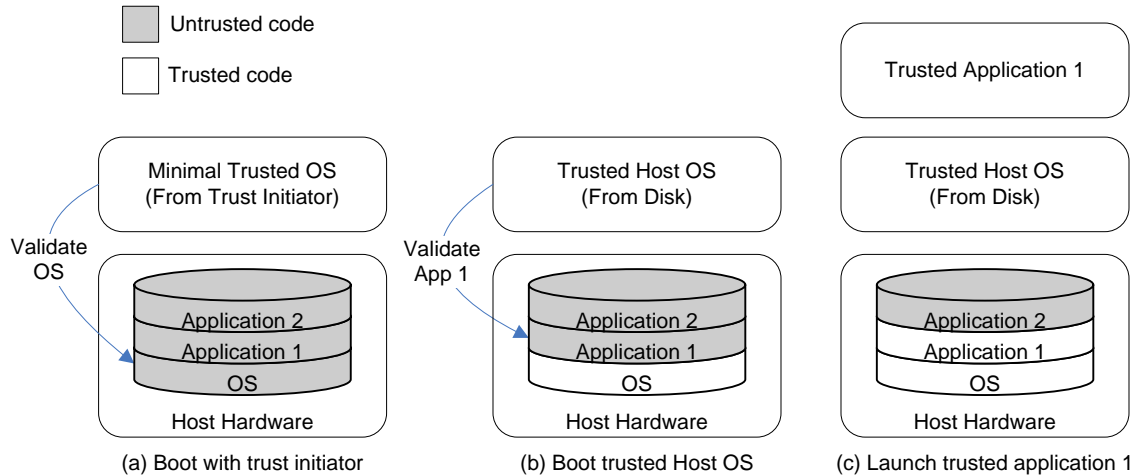 Untrusted code
Trusted code
Minimal Trusted OS
(From Trust Initiator)
Validate
OS
Application 2
Application 1
OS
Host Hardware
(a) Boot with trust initiator
Trusted Host OS
(From Disk)
Validate
App 1
Application 2
Application 1
OS
Host Hardware
(b) Boot trusted Host OS
Trusted Application 1
Trusted Host OS
(From Disk)
Application 2
Application 1
OS
Host Hardware
(c) Launch trusted application 1